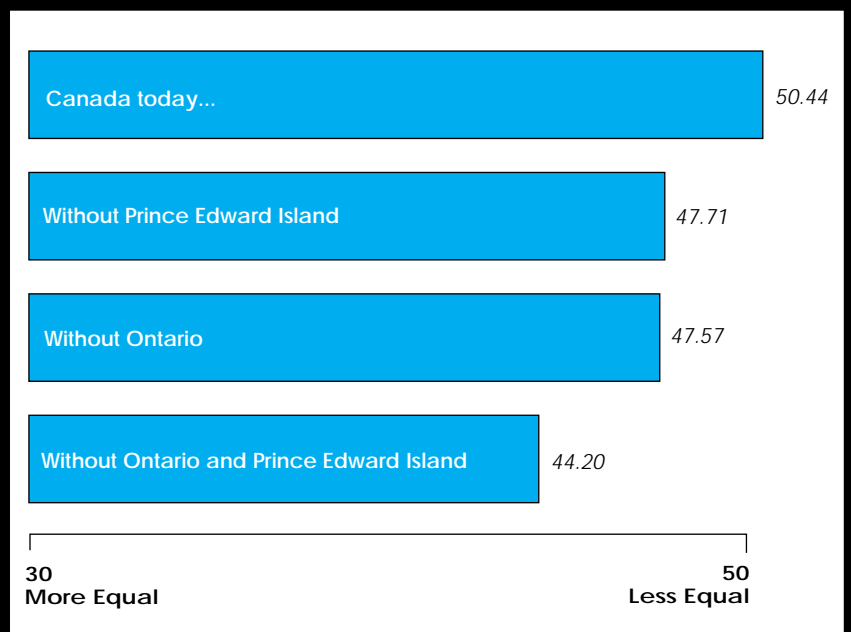 Canada today...
50.44
Without Prince Edward Island
47.71
Without Ontario
47.57
Without Ontario and Prince Edward Island
44.20
30
50
More Equal
Less Equal